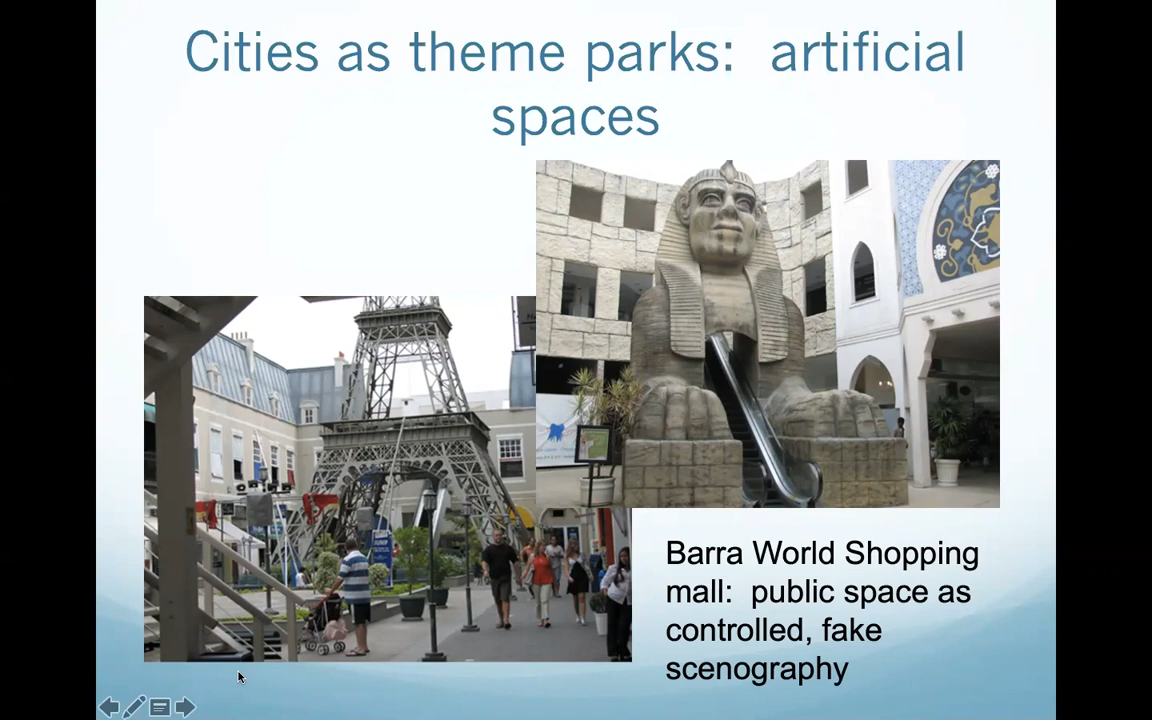 Cities as theme parks:  artificial
spaces
Barra World Shopping
mall:  public space as
controlled, fake
scenography